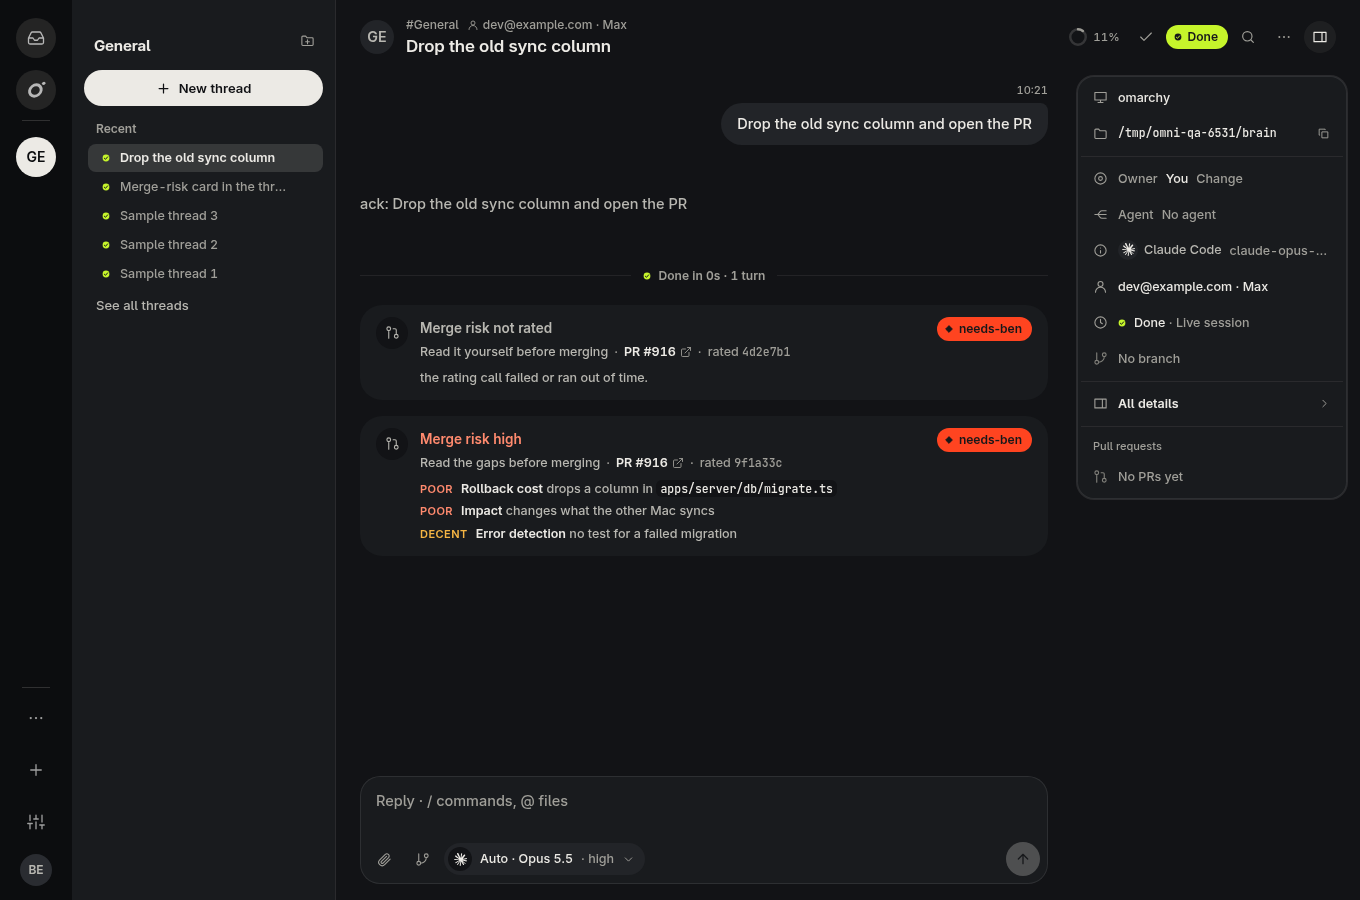 GE
BE
General
New thread
Recent
Drop the old sync column
Merge-risk card in the thr...
Sample thread 3
Sample thread 2
Sample thread 1
See all threads
GE
#General dev@example.com · Max
Drop the old sync column
11%
Done
10:21
Drop the old sync column and open the PR
ack: Drop the old sync column and open the PR
Done in 0s · 1 turn
Merge risk not rated
needs-ben
Read it yourself before merging · PR #916 · rated 4d2e7b1
the rating call failed or ran out of time.
Merge risk high
needs-ben
Read the gaps before merging · PR #916 · rated 9f1a33c
POOR Rollback cost drops a column in apps/server/db/migrate.ts
POOR Impact changes what the other Mac syncs
DECENT Error detection no test for a failed migration
Reply · / commands, @ files
Auto · Opus 5.5 · high
omarchy
/tmp/omni-qa-6531/brain
Owner You Change
Agent No agent
Claude Code claude-opus-...
dev@example.com · Max
Done · Live session
No branch
All details
Pull requests
No PRs yet